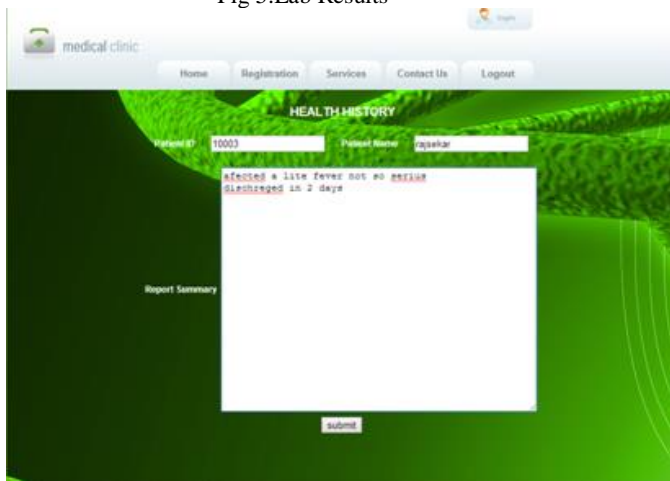 Fig 5.Lab Results
login
medical clinic
Home Registration Services Contact Us Logout
HEALTH HISTORY
Patient ID 10003 Patient Name rajsekar
afected a lite fever not so serius
dischreged in 2 days
Report Summary
submit